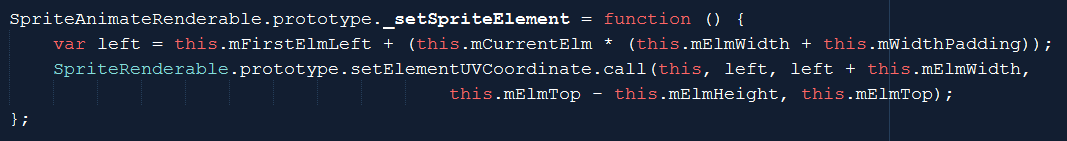 SpriteAnimateRenderable.prototype._setSpriteElement = function () {
    var left = this.mFirstElmLeft + (this.mCurrentElm * (this.mElmWidth + this.mWidthPadding));
    SpriteRenderable.prototype.setElementUVCoordinate.call(this, left, left + this.mElmWidth,
                                        this.mElmTop - this.mElmHeight, this.mElmTop);
};